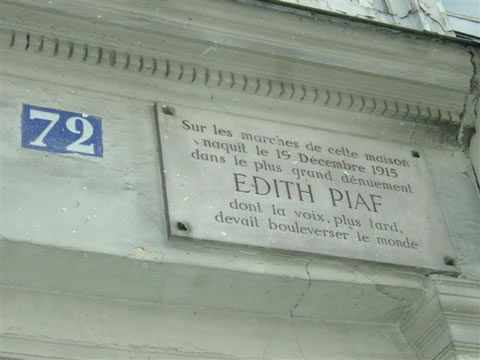 72
Sur les marches de cette maison
naquit le 19 Décembre 1915
dans le plus grand dénuement
EDITH PIAF
dont la voix, plus tard,
devait bouleverser le monde